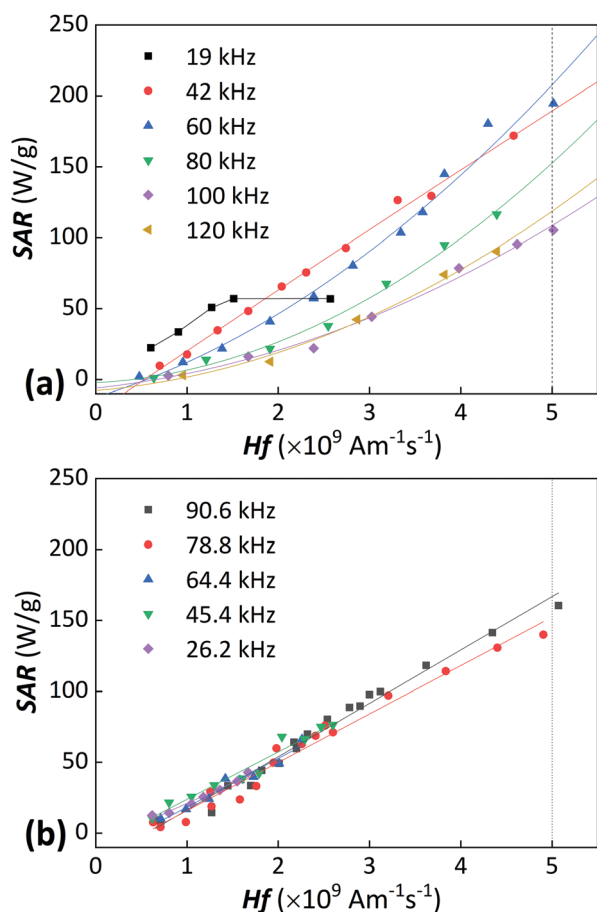 250
200
150
100
50
0
SAR (W/g)
19 kHz
42 kHz
60 kHz
80 kHz
100 kHz
120 kHz
(a)
0 1 2 3 4 5
Hf (×10⁹ Am⁻¹s⁻¹)
250
200
150
100
50
0
SAR (W/g)
90.6 kHz
78.8 kHz
64.4 kHz
45.4 kHz
26.2 kHz
(b)
0 1 2 3 4 5
Hf (×10⁹ Am⁻¹s⁻¹)